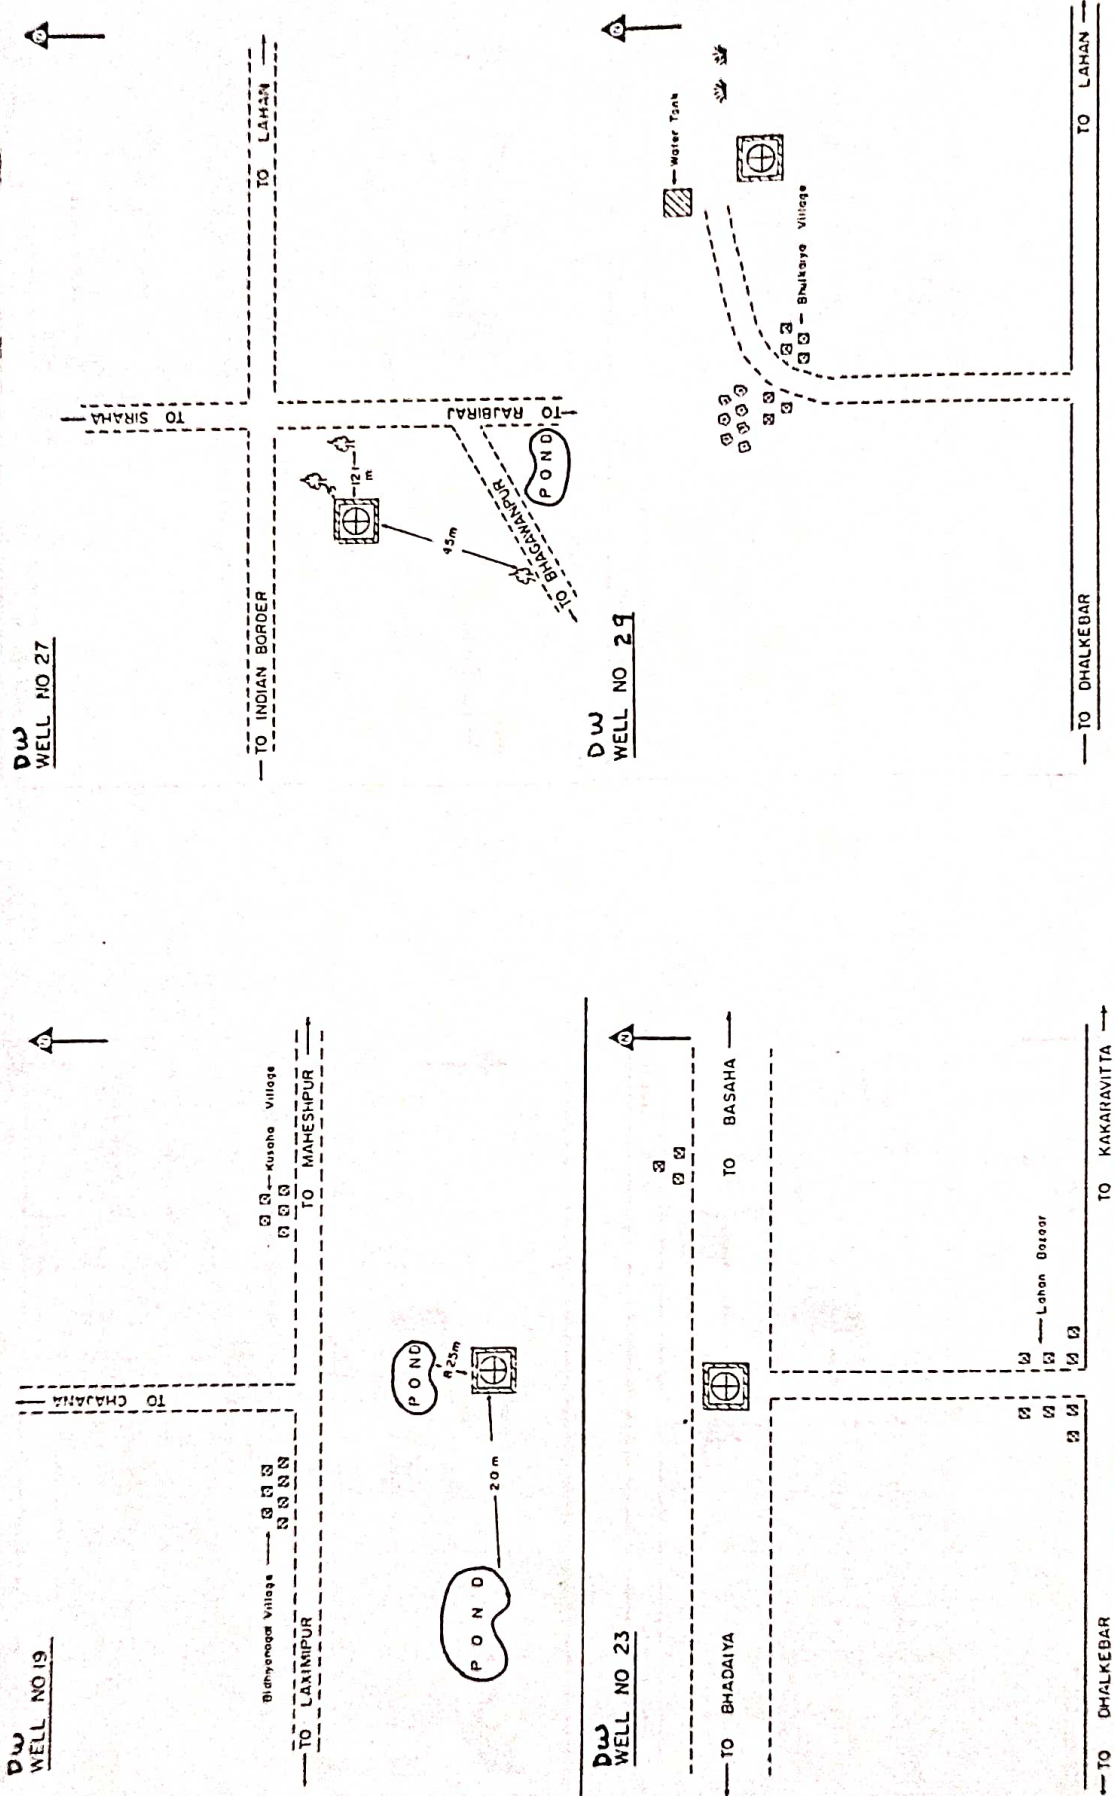 DW
WELL NO 19
N
TO CHAJANA
Bidhyanagar Village
Kusaha Village
TO LAXIMIPUR
TO MAHESHPUR
POND
25m
POND
20m
DW
WELL NO 23
N
TO BHADAIYA
TO BASAHA
Lahan Bazaar
TO DHALKEBAR
TO KAKARAVITTA
DW
WELL NO 27
N
TO SIRAHA
TO INDIAN BORDER
TO LAHAN
121
m
45m
TO BHAGAWANPUR
TO RAJBIRAJ
POND
DW
WELL NO 29
N
Water Tank
Bhulkaiya Village
TO DHALKEBAR
TO LAHAN